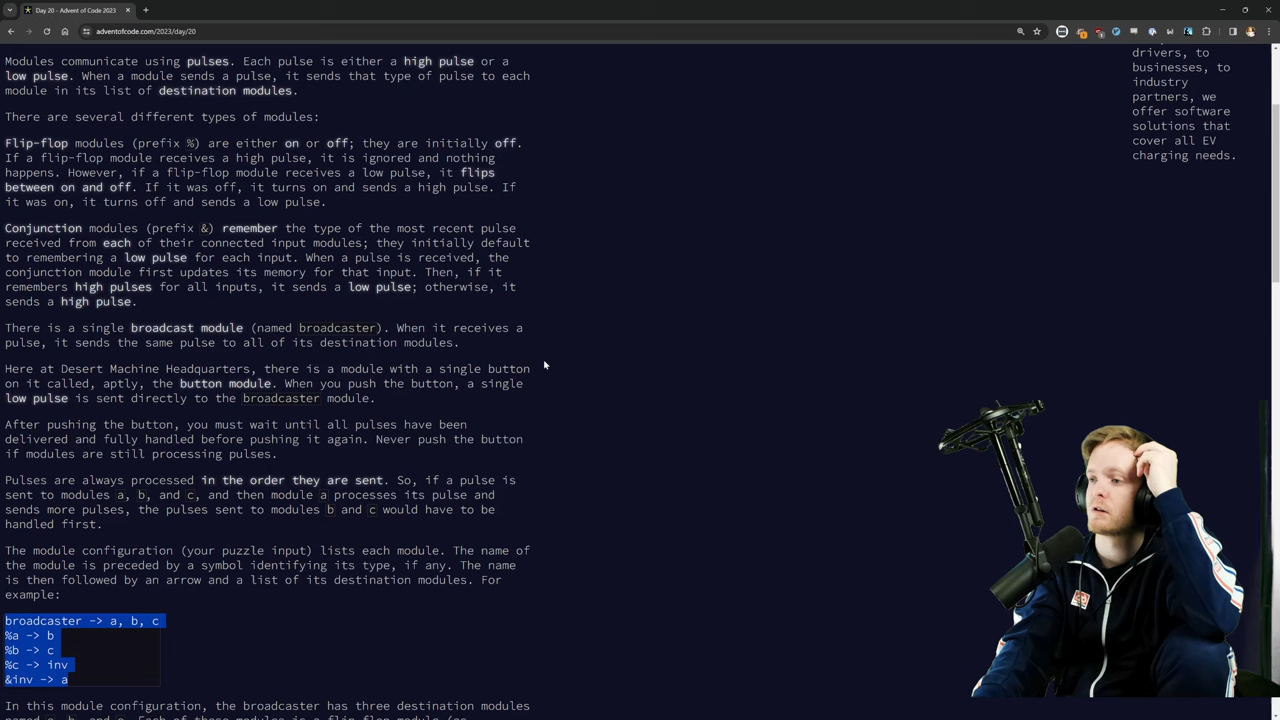 Day 20 - Advent of Code 2023
adventofcode.com/2023/day/20
Modules communicate using pulses. Each pulse is either a high pulse or a
low pulse. When a module sends a pulse, it sends that type of pulse to each
module in its list of destination modules.
There are several different types of modules:
Flip-flop modules (prefix %) are either on or off; they are initially off.
If a flip-flop module receives a high pulse, it is ignored and nothing
happens. However, if a flip-flop module receives a low pulse, it flips
between on and off. If it was off, it turns on and sends a high pulse. If
it was on, it turns off and sends a low pulse.
Conjunction modules (prefix &) remember the type of the most recent pulse
received from each of their connected input modules; they initially default
to remembering a low pulse for each input. When a pulse is received, the
conjunction module first updates its memory for that input. Then, if it
remembers high pulses for all inputs, it sends a low pulse; otherwise, it
sends a high pulse.
There is a single broadcast module (named broadcaster). When it receives a
pulse, it sends the same pulse to all of its destination modules.
Here at Desert Machine Headquarters, there is a module with a single button
on it called, aptly, the button module. When you push the button, a single
low pulse is sent directly to the broadcaster module.
After pushing the button, you must wait until all pulses have been
delivered and fully handled before pushing it again. Never push the button
if modules are still processing pulses.
Pulses are always processed in the order they are sent. So, if a pulse is
sent to modules a, b, and c, and then module a processes its pulse and
sends more pulses, the pulses sent to modules b and c would have to be
handled first.
The module configuration (your puzzle input) lists each module. The name of
the module is preceded by a symbol identifying its type, if any. The name
is then followed by an arrow and a list of its destination modules. For
example:
broadcaster -> a, b, c
%a -> b
%b -> c
%c -> inv
&inv -> a
In this module configuration, the broadcaster has three destination modules
drivers, to
businesses, to
industry
partners, we
offer software
solutions that
cover all EV
charging needs.